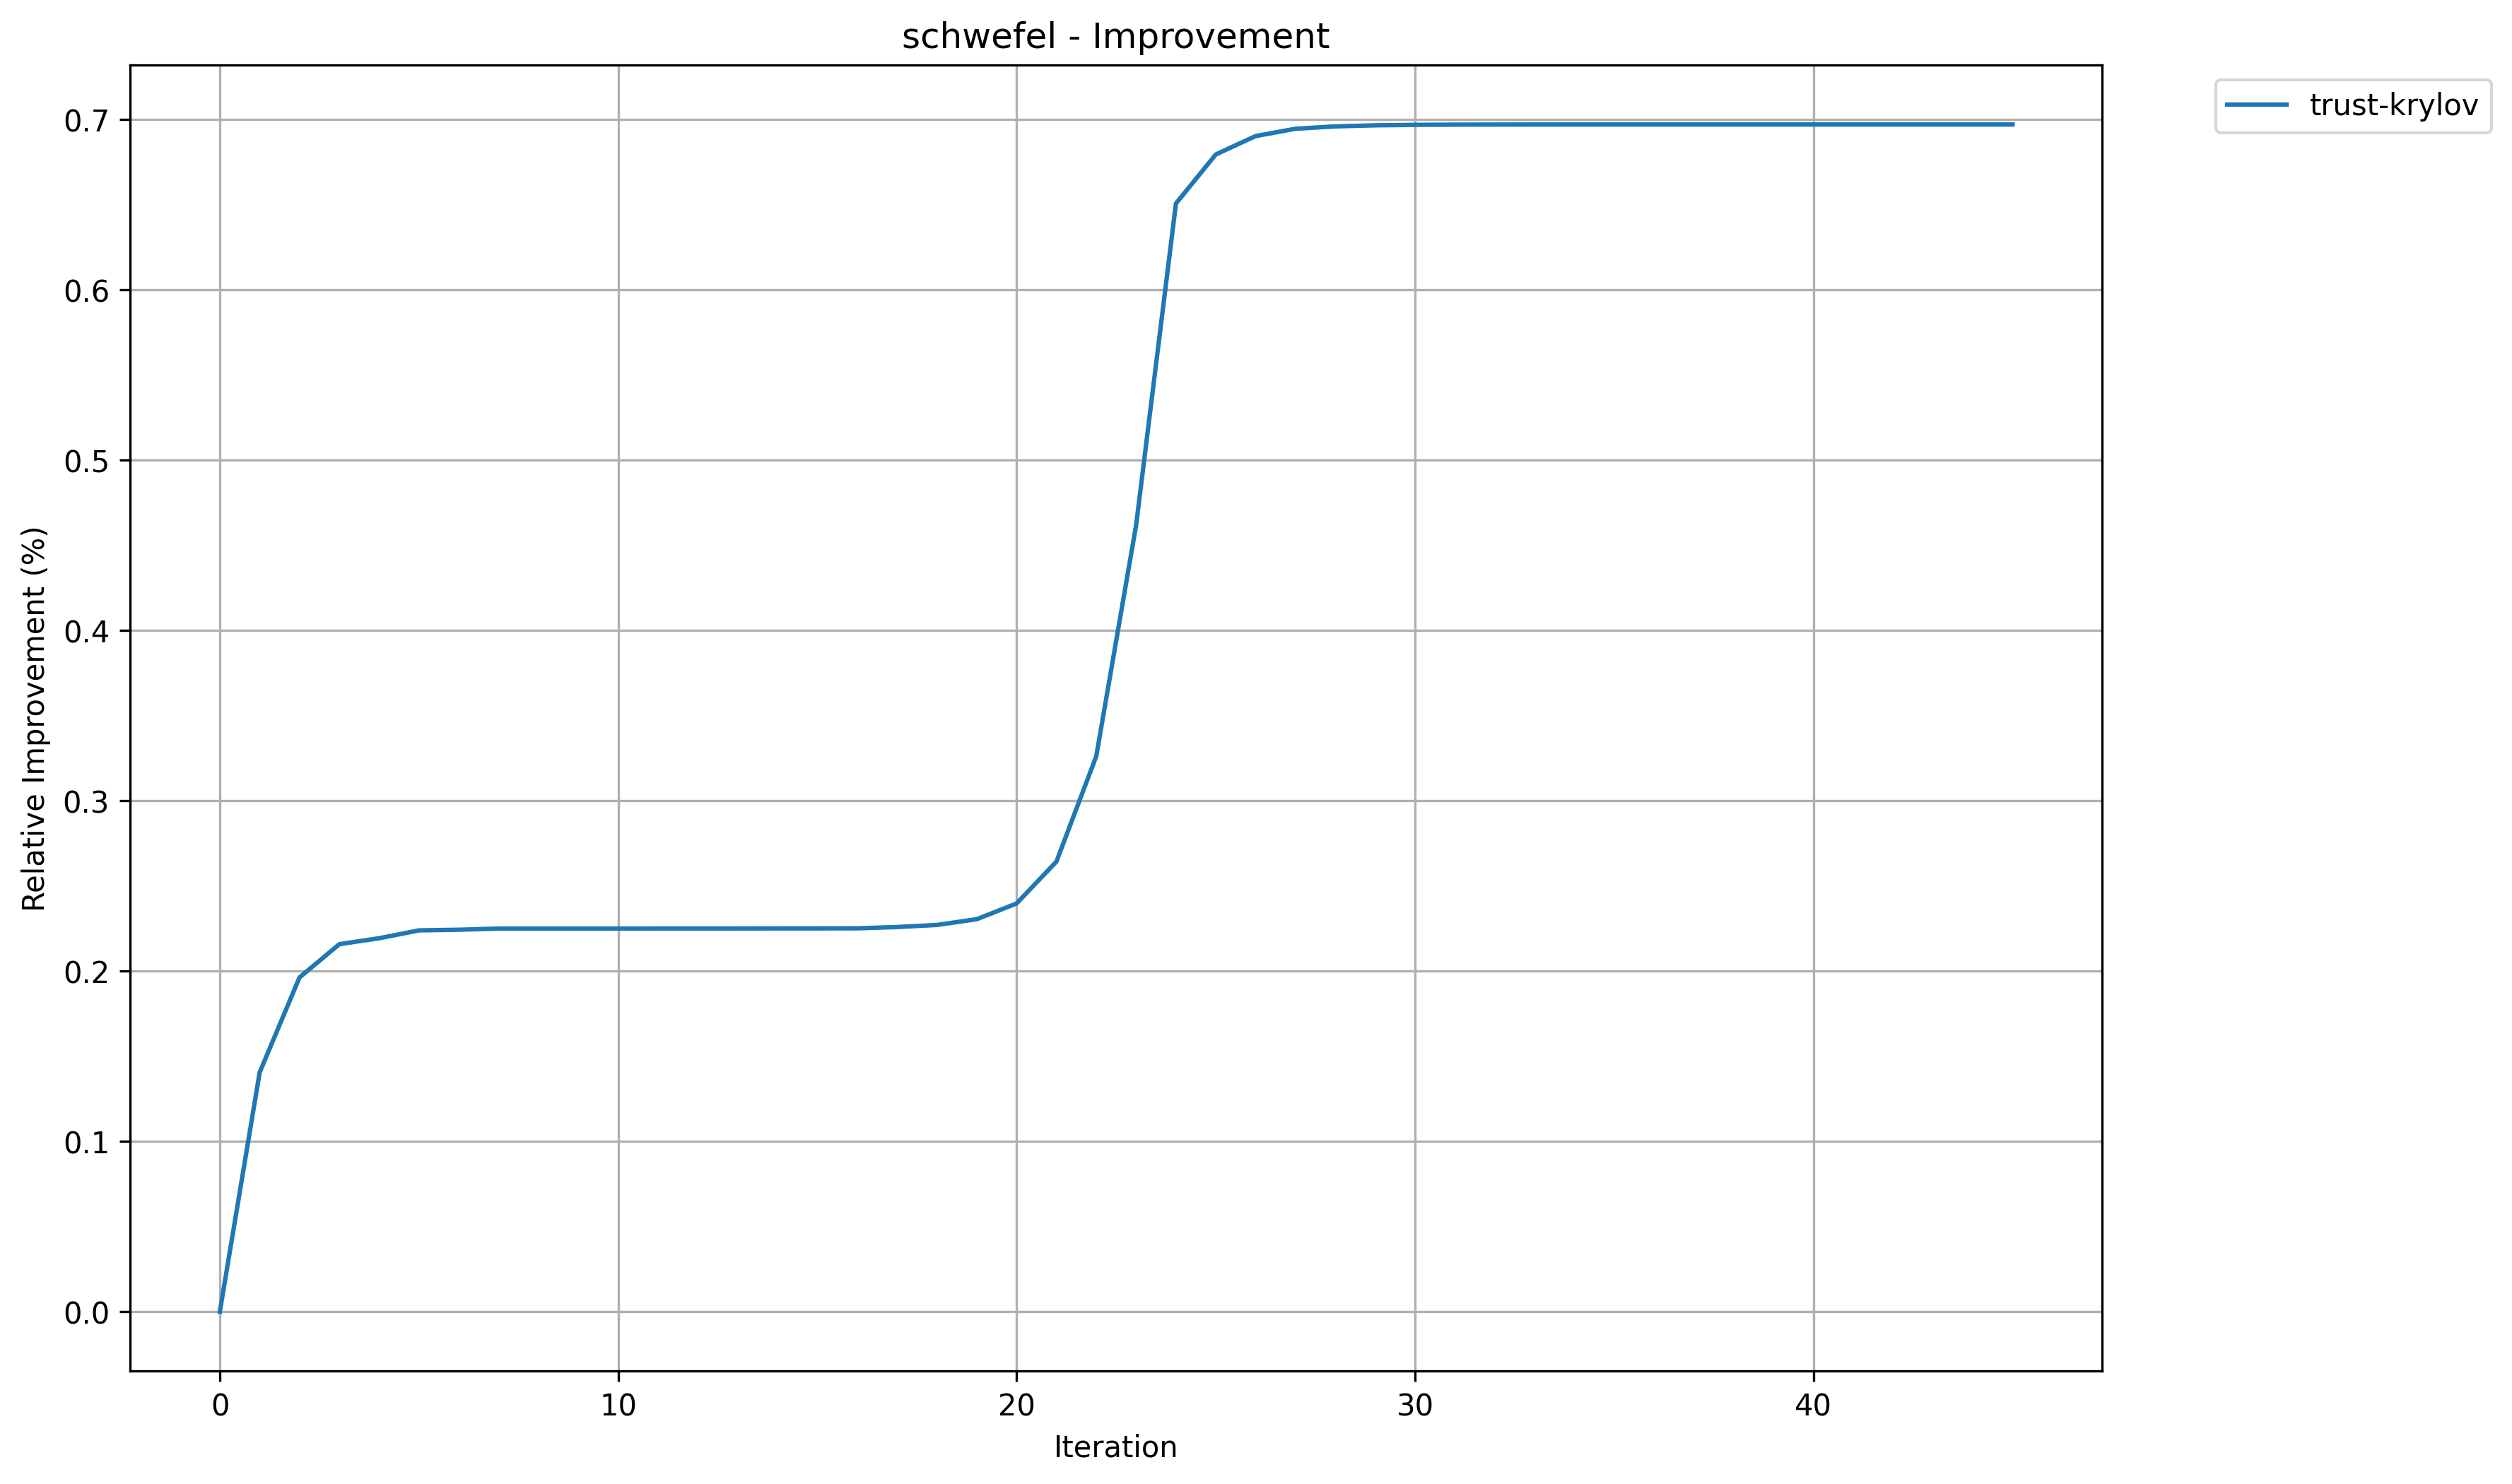 schwefel - Improvement
trust-krylov
Relative Improvement (%)
0.7
0.6
0.5
0.4
0.3
0.2
0.1
0.0
0 10 20 30 40
Iteration